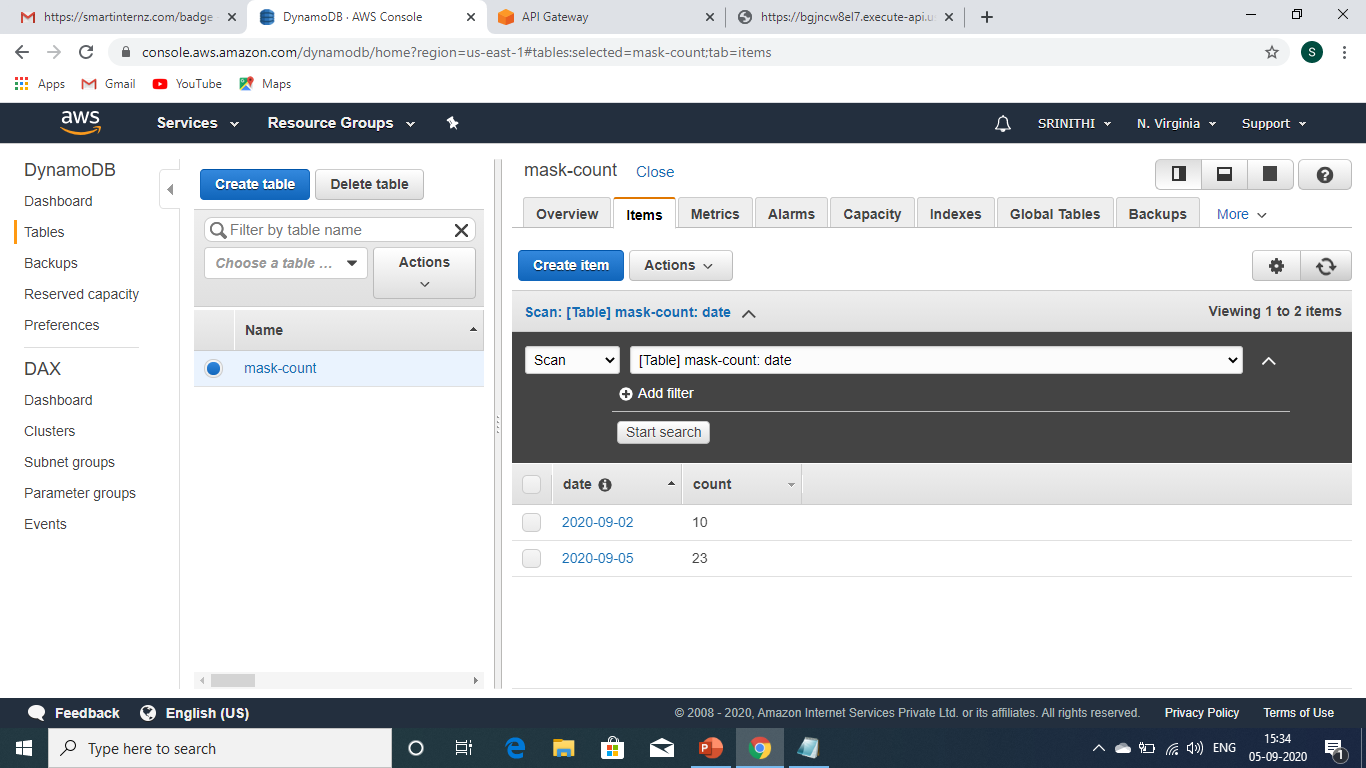 https://smartinternz.com/badge
DynamoDB · AWS Console
API Gateway
https://bgjncw8el7.execute-api.u
console.aws.amazon.com/dynamodb/home?region=us-east-1#tables:selected=mask-count;tab=items
S
Apps
Gmail
YouTube
Maps
aws
Services
Resource Groups
SRINITHI
N. Virginia
Support
DynamoDB
Dashboard
Tables
Backups
Reserved capacity
Preferences
DAX
Dashboard
Clusters
Subnet groups
Parameter groups
Events
Create table
Delete table
Filter by table name
Choose a table ...
Actions
Name
mask-count
mask-count
Close
Overview
Items
Metrics
Alarms
Capacity
Indexes
Global Tables
Backups
More
Create item
Actions
Scan: [Table] mask-count: date
Viewing 1 to 2 items
Scan
[Table] mask-count: date
Add filter
Start search
date
count
2020-09-02
10
2020-09-05
23
Feedback
English (US)
© 2008 - 2020, Amazon Internet Services Private Ltd. or its affiliates. All rights reserved.
Privacy Policy
Terms of Use
Type here to search
ENG
15:34
05-09-2020
1